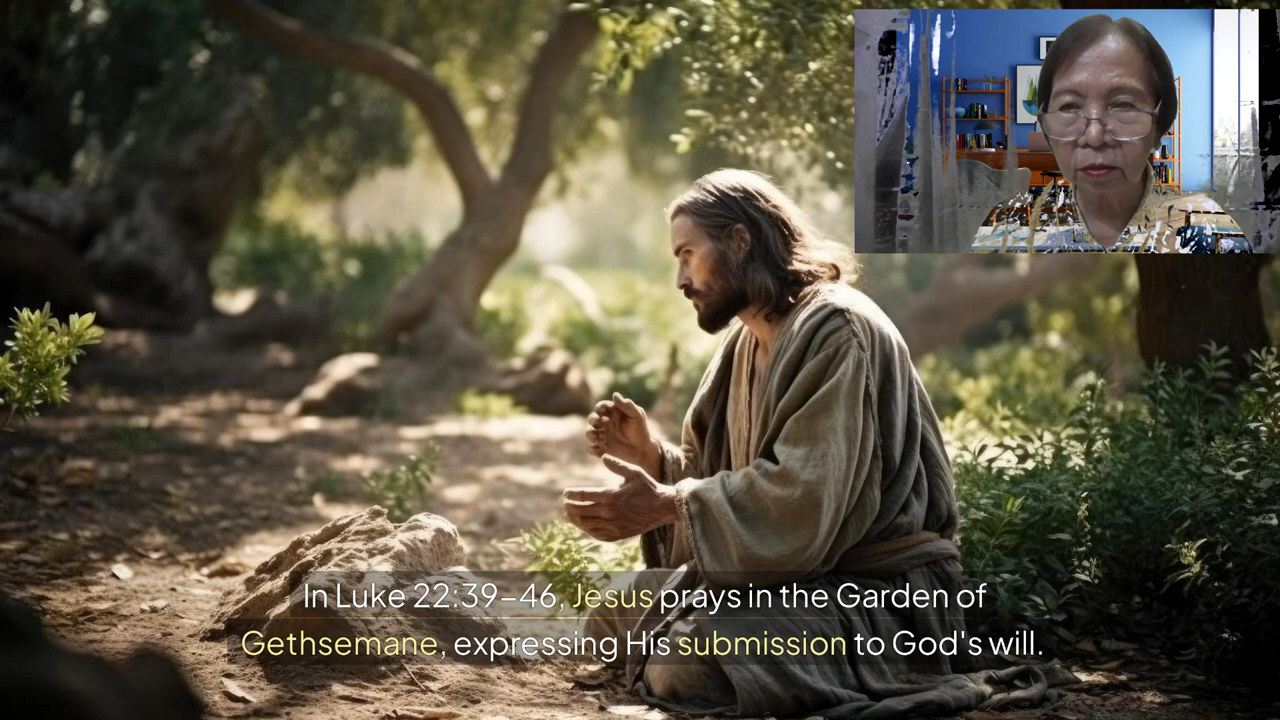 In Luke 22:39–46, Jesus prays in the Garden of
Gethsemane, expressing His submission to God's will.